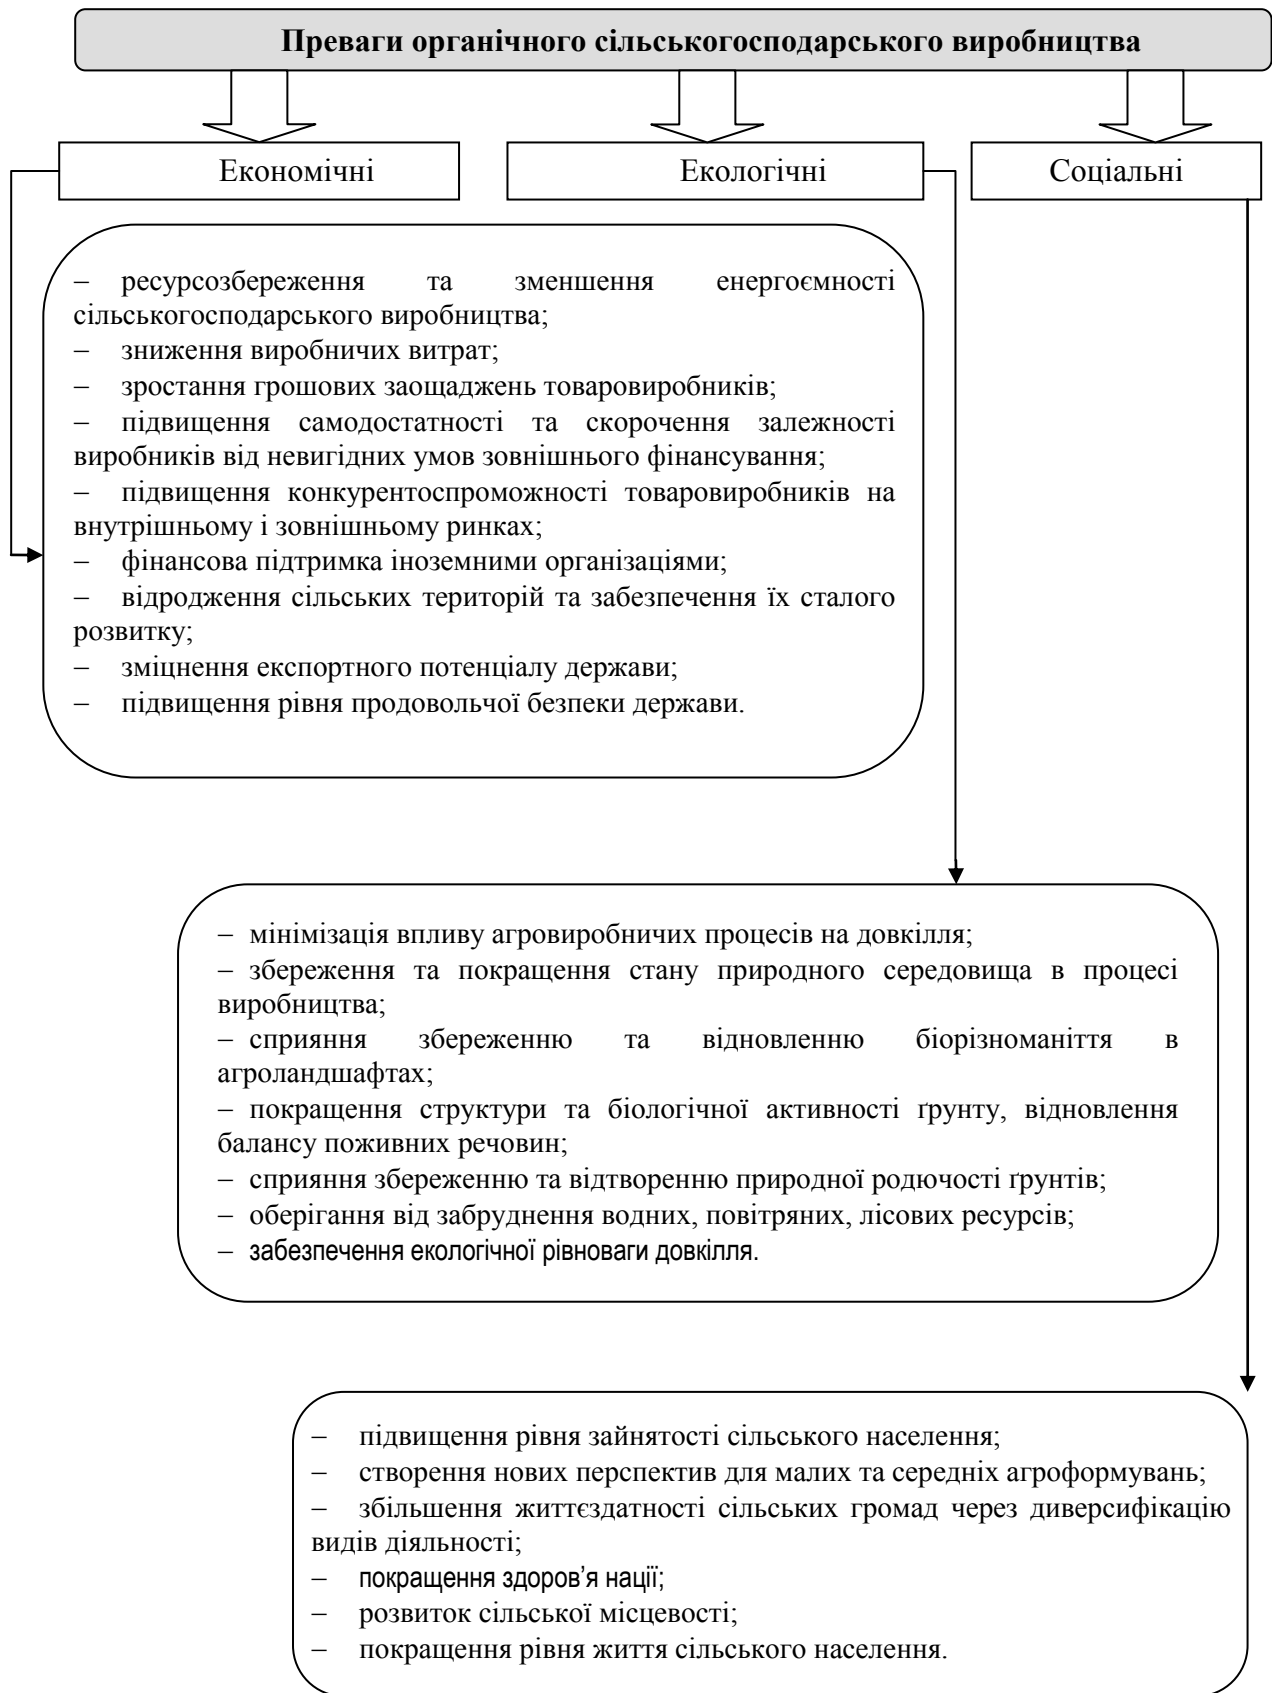 Преваги органічного сільськогосподарського виробництва
Економічні
Екологічні
Соціальні
– ресурсозбереження та зменшення енергоємності
сільськогосподарського виробництва;
– зниження виробничих витрат;
– зростання грошових заощаджень товаровиробників;
– підвищення самодостатності та скорочення залежності
виробників від невигідних умов зовнішнього фінансування;
– підвищення конкурентоспроможності товаровиробників на
внутрішньому і зовнішньому ринках;
– фінансова підтримка іноземними організаціями;
– відродження сільських територій та забезпечення їх сталого
розвитку;
– зміцнення експортного потенціалу держави;
– підвищення рівня продовольчої безпеки держави.
– мінімізація впливу агровиробничих процесів на довкілля;
– збереження та покращення стану природного середовища в процесі
виробництва;
– сприяння збереженню та відновленню біорізноманіття в
агроландшафтах;
– покращення структури та біологічної активності ґрунту, відновлення
балансу поживних речовин;
– сприяння збереженню та відтворенню природної родючості ґрунтів;
– оберігання від забруднення водних, повітряних, лісових ресурсів;
– забезпечення екологічної рівноваги довкілля.
– підвищення рівня зайнятості сільського населення;
– створення нових перспектив для малих та середніх агроформувань;
– збільшення життєздатності сільських громад через диверсифікацію
видів діяльності;
– покращення здоров’я нації;
– розвиток сільської місцевості;
– покращення рівня життя сільського населення.